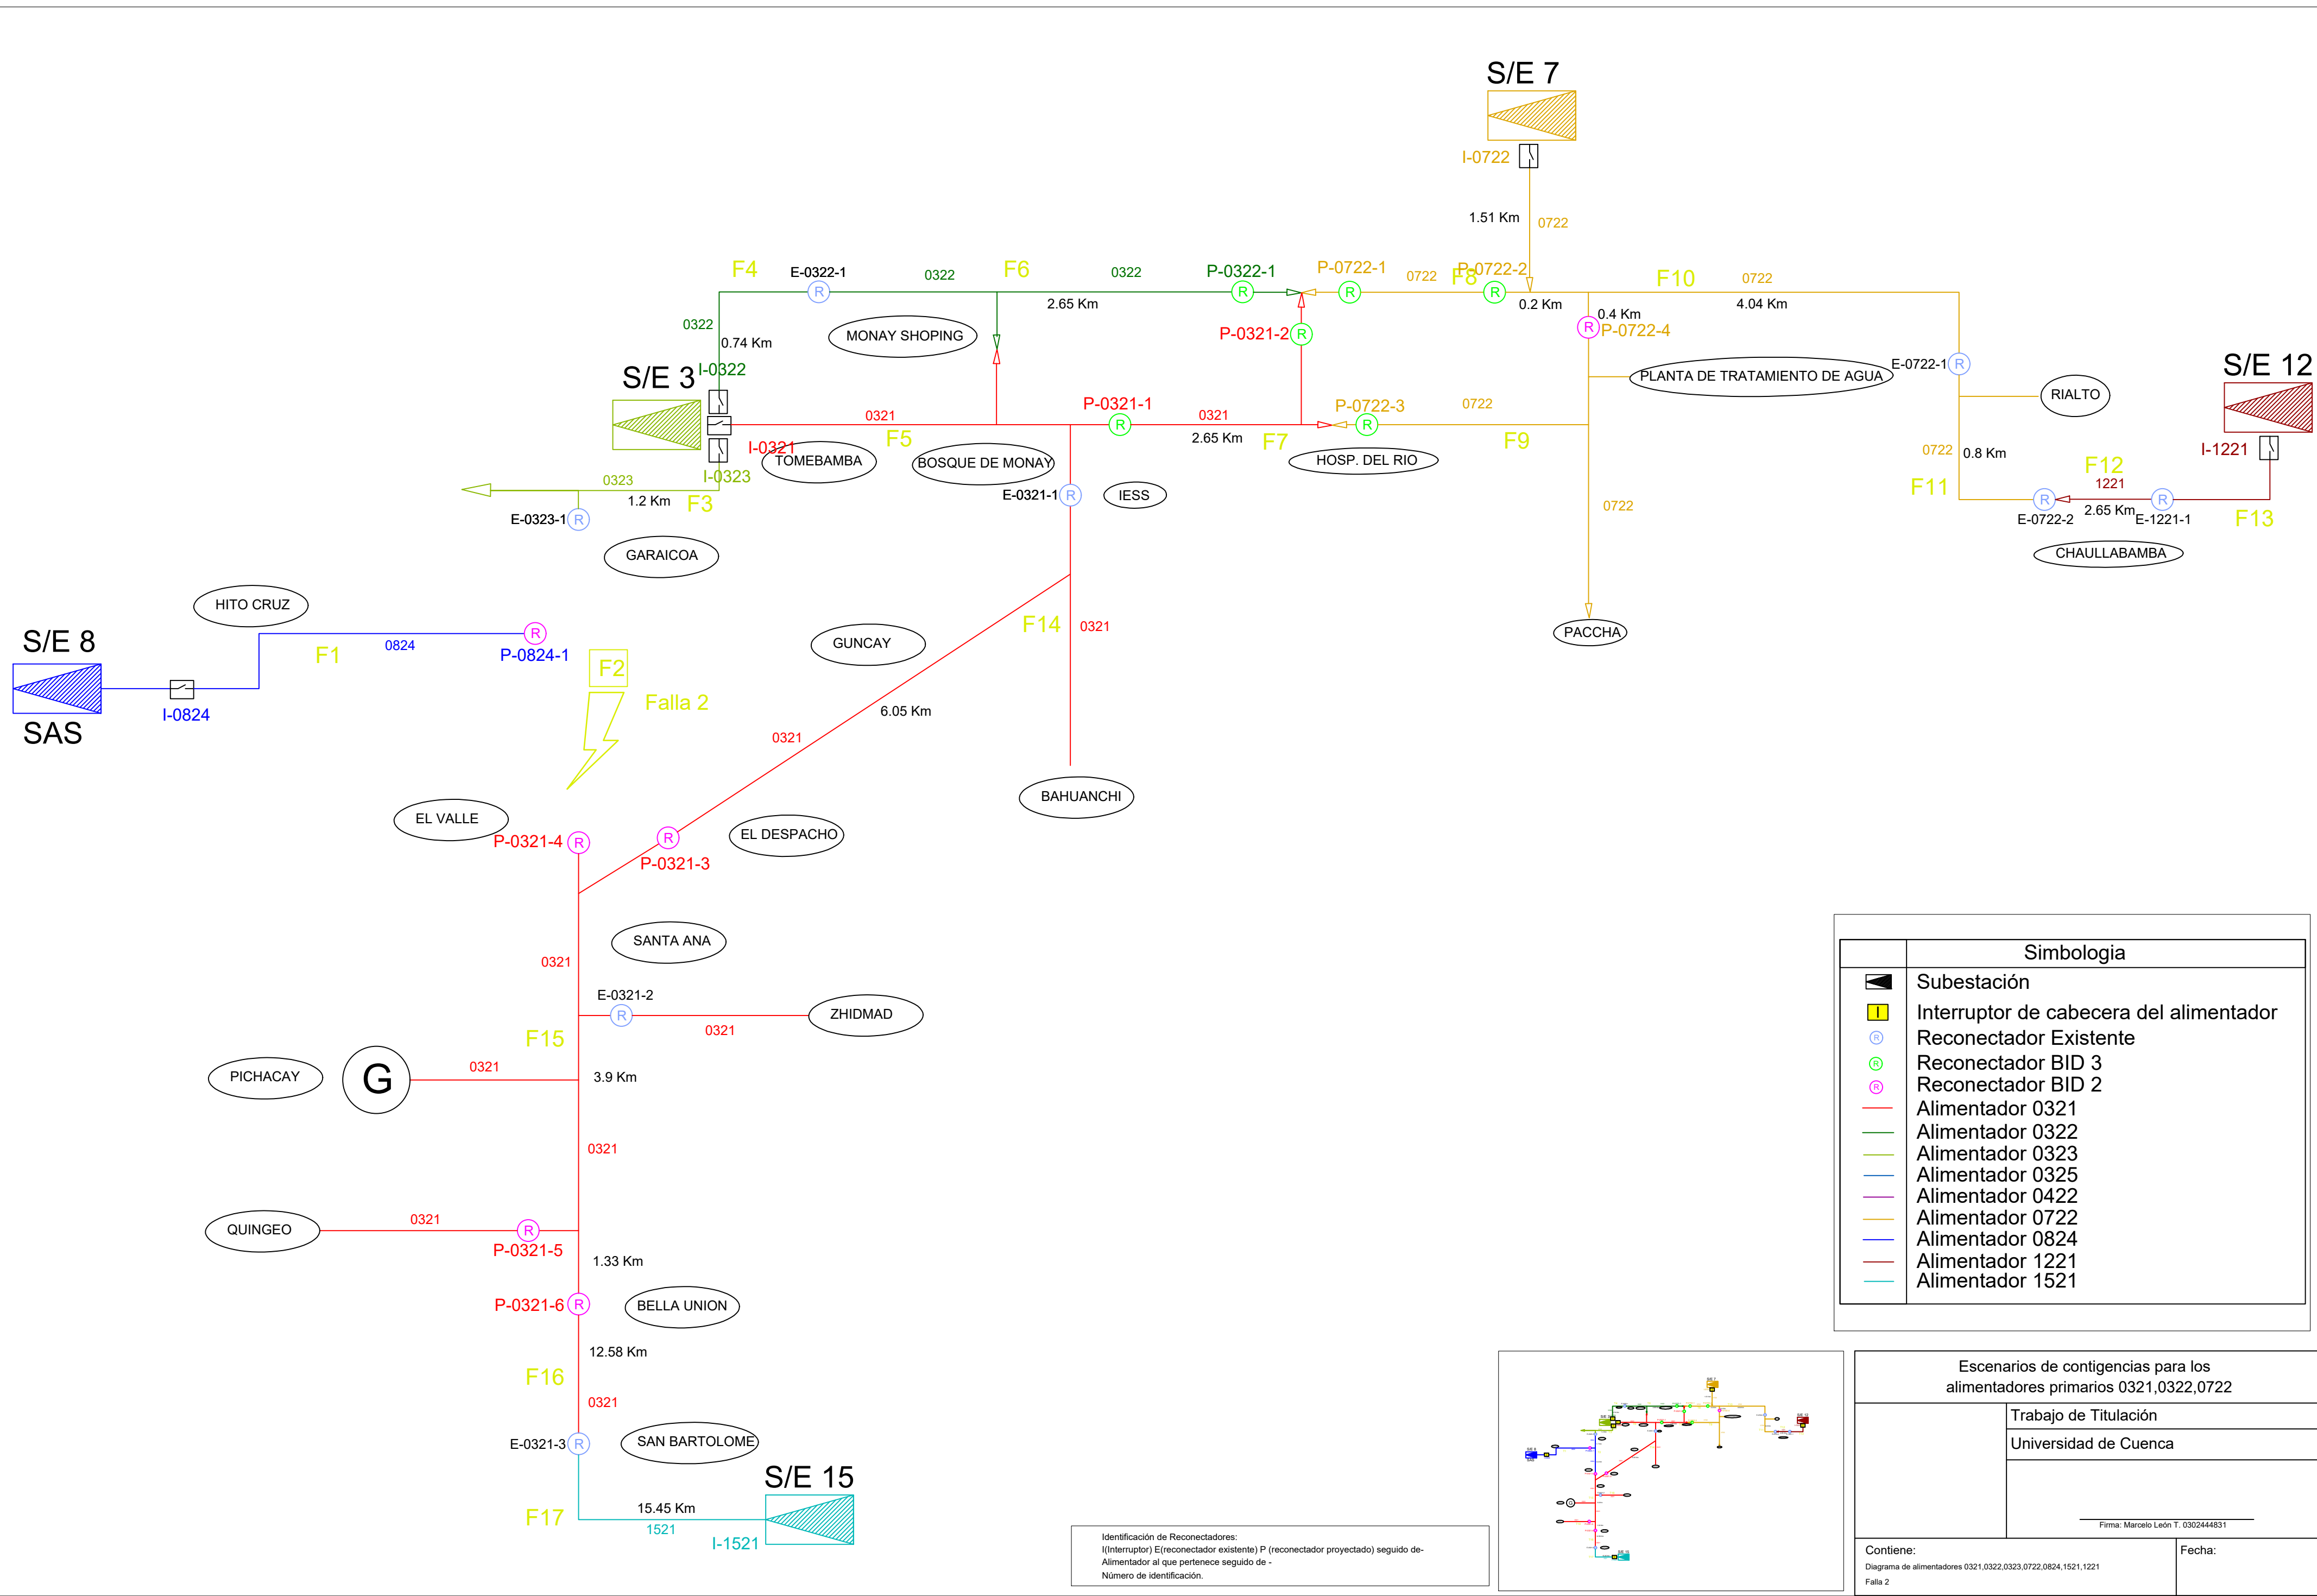 S/E 7
I-0722
1.51 Km
0722
F4
E-0322-1
0322
F6
0322
P-0322-1
P-0722-1
0722
F8
P-0722-2
F10
0722
2.65 Km
0.2 Km
0.4 Km
4.04 Km
0322
0.74 Km
MONAY SHOPING
P-0321-2
R
R
R
R
R
R
P-0722-4
S/E 3
I-0322
PLANTA DE TRATAMIENTO DE AGUA
E-0722-1
R
S/E 12
RIALTO
0321
F5
P-0321-1
R
0321
2.65 Km
F7
P-0722-3
R
0722
F9
I-0321
TOMEBAMBA
BOSQUE DE MONAY
HOSP. DEL RIO
0722
0.8 Km
F12
1221
I-1221
I-0323
0323
1.2 Km
F3
E-0323-1
R
E-0321-1
R
IESS
0722
F11
R
2.65 Km
R
E-0722-2
E-1221-1
F13
CHAULLABAMBA
GARAICOA
HITO CRUZ
S/E 8
F1
0824
R
P-0824-1
I-0824
SAS
F2
Falla 2
GUNCAY
F14
0321
PACCHA
6.05 Km
0321
BAHUANCHI
EL VALLE
P-0321-4
R
R
P-0321-3
EL DESPACHO
SANTA ANA
0321
E-0321-2
R
0321
ZHIDMAD
F15
PICHACAY
G
0321
3.9 Km
0321
QUINGEO
0321
R
P-0321-5
1.33 Km
P-0321-6
R
BELLA UNION
12.58 Km
F16
0321
E-0321-3
R
SAN BARTOLOME
S/E 15
F17
15.45 Km
1521
I-1521
Simbologia
Subestación
I
Interruptor de cabecera del alimentador
R
Reconectador Existente
R
Reconectador BID 3
R
Reconectador BID 2
Alimentador 0321
Alimentador 0322
Alimentador 0323
Alimentador 0325
Alimentador 0422
Alimentador 0722
Alimentador 0824
Alimentador 1221
Alimentador 1521
Identificación de Reconectadores:
I(Interruptor) E(reconectador existente) P (reconectador proyectado) seguido de-
Alimentador al que pertenece seguido de -
Número de identificación.
Escenarios de contigencias para los
alimentadores primarios 0321,0322,0722
Trabajo de Titulación
Universidad de Cuenca
Firma: Marcelo León T. 0302444831
Contiene:
Diagrama de alimentadores 0321,0322,0323,0722,0824,1521,1221
Falla 2
Fecha: